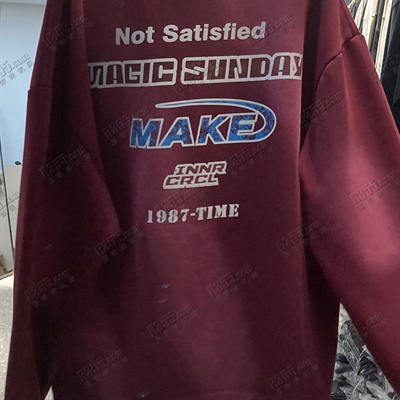 Not Satisfied
MAGIC SUNDAY
MAKE
INNR
CRCL
1987-TIME